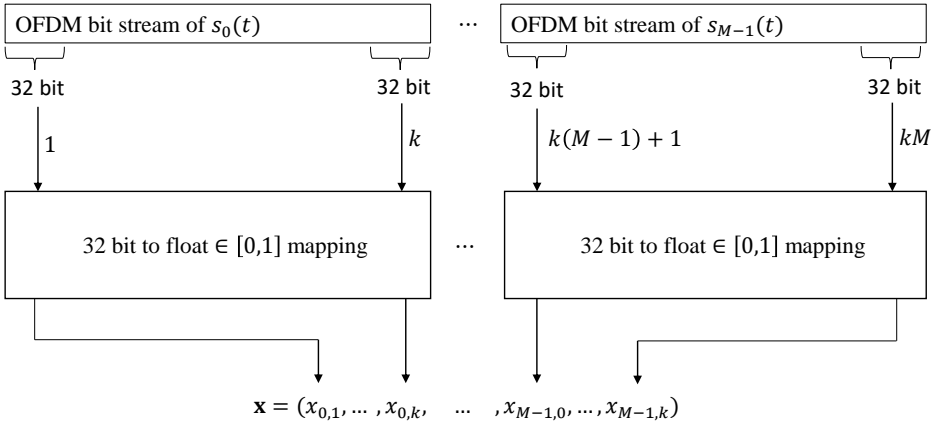 OFDM bit stream of s₀(t) ... OFDM bit stream of s_{M−1}(t)
32 bit 32 bit 32 bit 32 bit
1 k k(M − 1) + 1 kM
32 bit to float ∈ [0,1] mapping ... 32 bit to float ∈ [0,1] mapping
x = (x_{0,1}, … , x_{0,k}, … , x_{M−1,0}, … , x_{M−1,k})